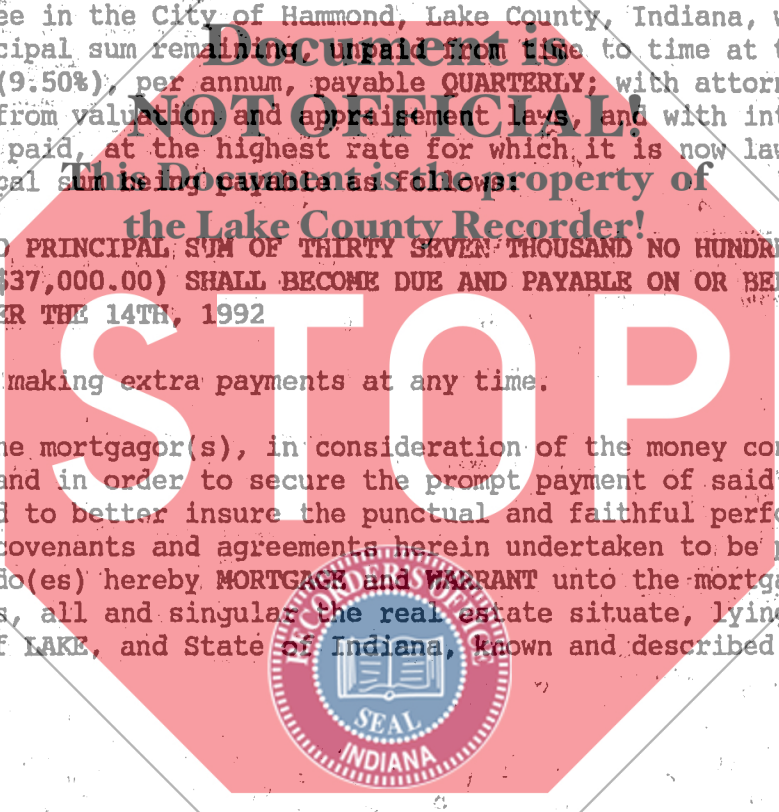 ee in the City of Hammond, Lake County, Indiana,
cipal sum remaining, unpaid from time to time at
(9.50%), per annum, payable QUARTERLY; with attor
from valuation and appraisement laws, and with int
paid, at the highest rate for which it is now law
cal sum being payable as follows:
PRINCIPAL SUM OF THIRTY SEVEN THOUSAND NO HUNDR
$37,000.00) SHALL BECOME DUE AND PAYABLE ON OR BE
ER THE 14TH, 1992
making extra payments at any time.
he mortgagor(s), in consideration of the money co
and in order to secure the prompt payment of said
d to better insure the punctual and faithful perf
covenants and agreements herein undertaken to be
do(es) hereby MORTGAGE and WARRANT unto the mortga
s, all and singular the real estate situate, lying
f LAKE, and State of Indiana, known and described
Document is
NOT OFFICIAL!
This Document is the property of
the Lake County Recorder!
STOP
RECORDER'S OFFICE
SEAL
INDIANA